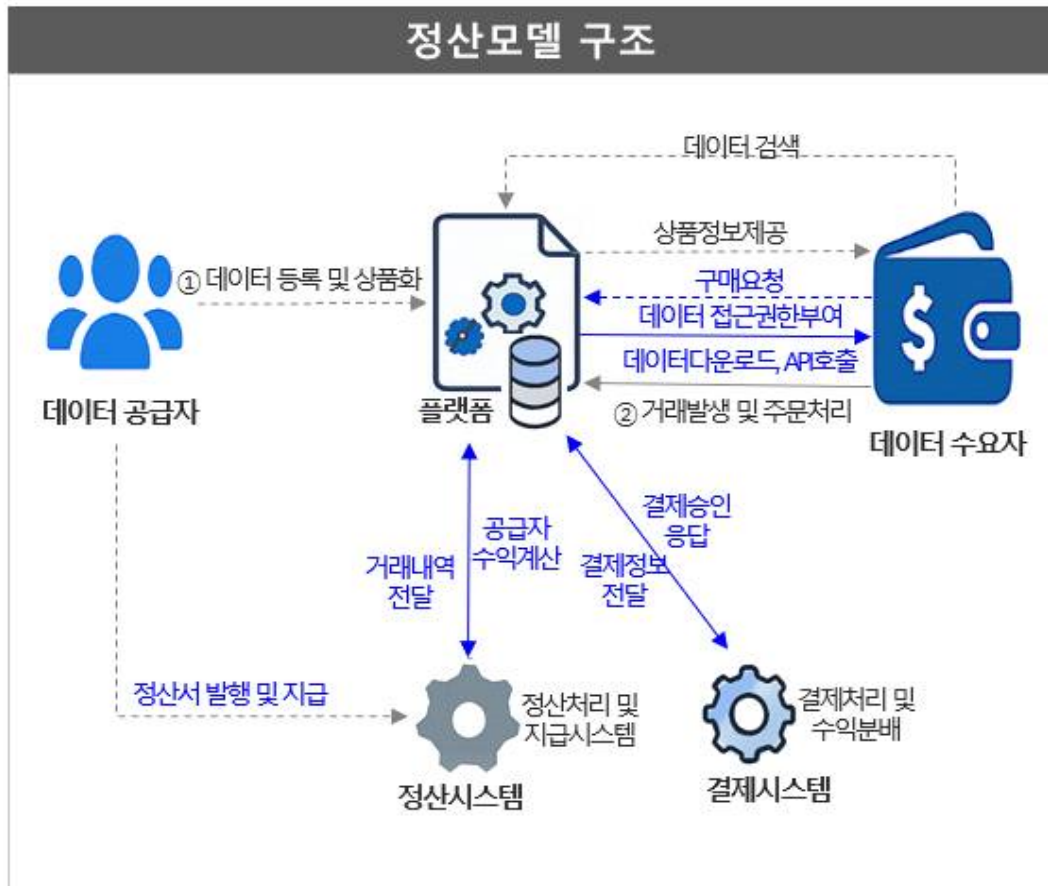 정산모델 구조
데이터 검색
상품정보제공
① 데이터 등록 및 상품화
구매요청
데이터 접근권한부여
데이터다운로드, API호출
② 거래발생 및 주문처리
데이터 공급자
플랫폼
데이터 수요자
공급자
수익계산
거래내역
전달
결제승인
응답
결제정보
전달
정산서 발행 및 지급
정산처리 및
지급시스템
결제처리 및
수익분배
정산시스템
결제시스템